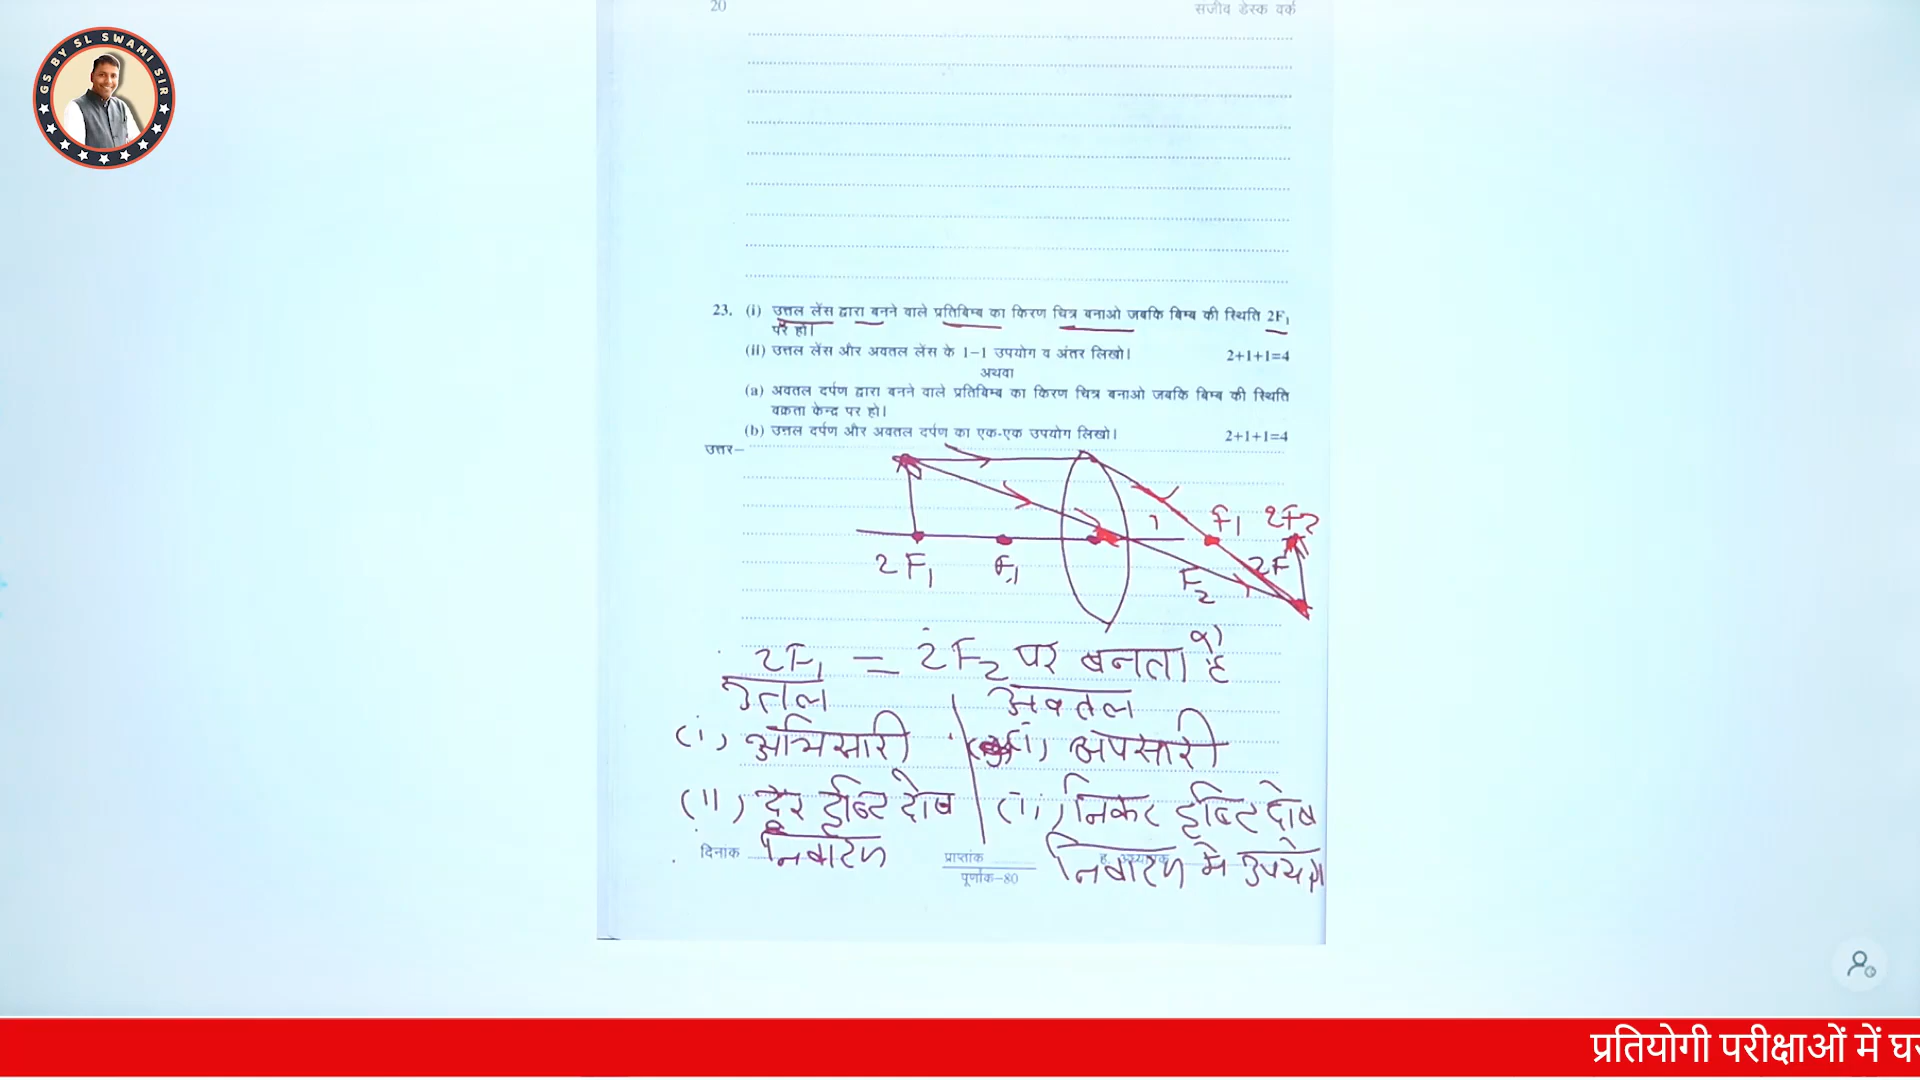 GS BY SL SWAMI SIR
20
संजीव डेस्क वर्क
23. (i) उत्तल लेंस द्वारा बनने वाले प्रतिबिम्ब का किरण चित्र बनाओ जबकि बिम्ब की स्थिति 2F₁
पर हो।
(ii) उत्तल लेंस और अवतल लेंस के 1-1 उपयोग व अंतर लिखो। 2+1+1=4
अथवा
(a) अवतल दर्पण द्वारा बनने वाले प्रतिबिम्ब का किरण चित्र बनाओ जबकि बिम्ब की स्थिति
वक्रता केन्द्र पर हो।
(b) उत्तल दर्पण और अवतल दर्पण का एक-एक उपयोग लिखो। 2+1+1=4
उत्तर–
F1 2F2
2F1 F1 F2 2F
2F1 = 2F2 पर बनता है
उतल अवतल
(i) अभिसारी (i) अपसारी
(ii) दूर दृष्टि दोष (ii) निकट दृष्टि दोष
निवारण निवारण मे उपयोग
दिनांक प्राप्तांक
पूर्णांक–80
प्रतियोगी परीक्षाओं में